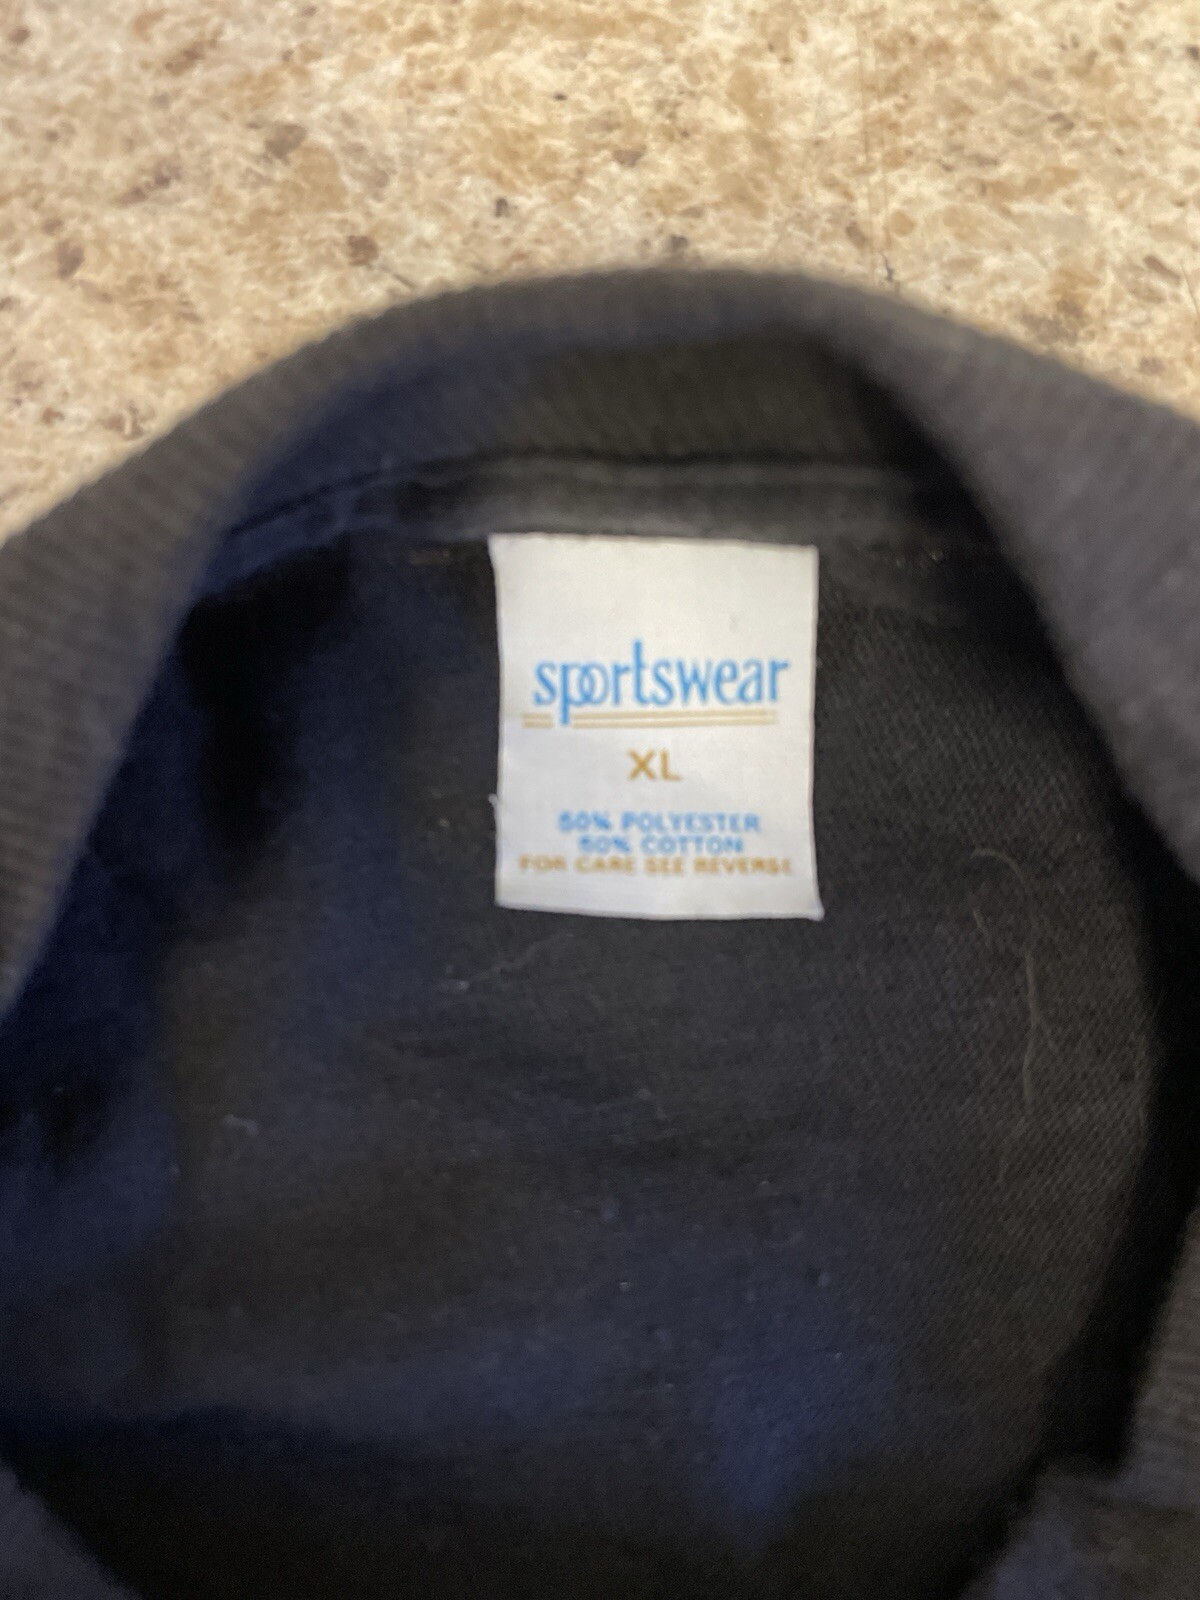 sportswear
XL
50% POLYESTER
50% COTTON
FOR CARE SEE REVERSE